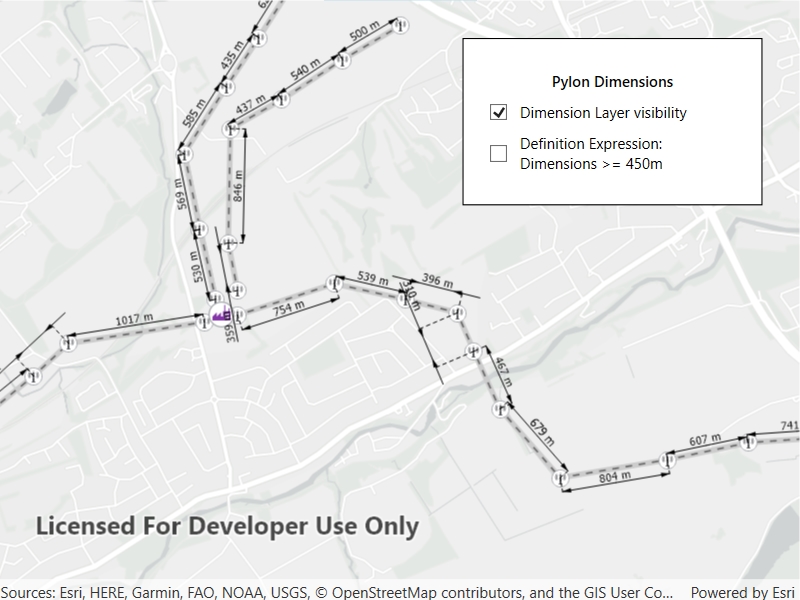 435 m
500 m
540 m
585 m
437 m
Pylon Dimensions
Dimension Layer visibility
Definition Expression:
Dimensions >= 450m
569 m
846 m
530 m
539 m
396 m
754 m
1017 m
359
467 m
679 m
607 m
741
804 m
Licensed For Developer Use Only
Sources: Esri, HERE, Garmin, FAO, NOAA, USGS, © OpenStreetMap contributors, and the GIS User Co...
Powered by Esri